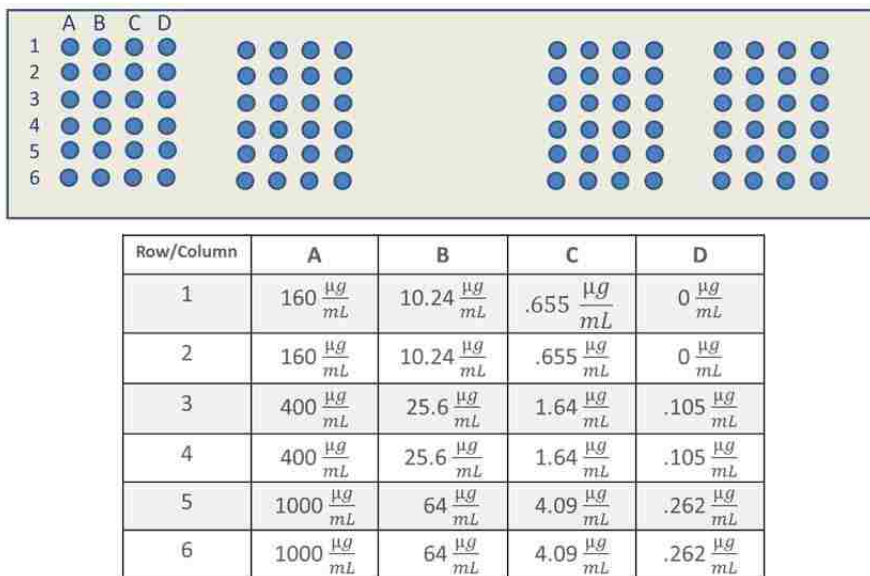 A B C D
1
2
3
4
5
6
Row/Column A B C D
1 160 µg/mL 10.24 µg/mL .655 µg/mL 0 µg/mL
2 160 µg/mL 10.24 µg/mL .655 µg/mL 0 µg/mL
3 400 µg/mL 25.6 µg/mL 1.64 µg/mL .105 µg/mL
4 400 µg/mL 25.6 µg/mL 1.64 µg/mL .105 µg/mL
5 1000 µg/mL 64 µg/mL 4.09 µg/mL .262 µg/mL
6 1000 µg/mL 64 µg/mL 4.09 µg/mL .262 µg/mL